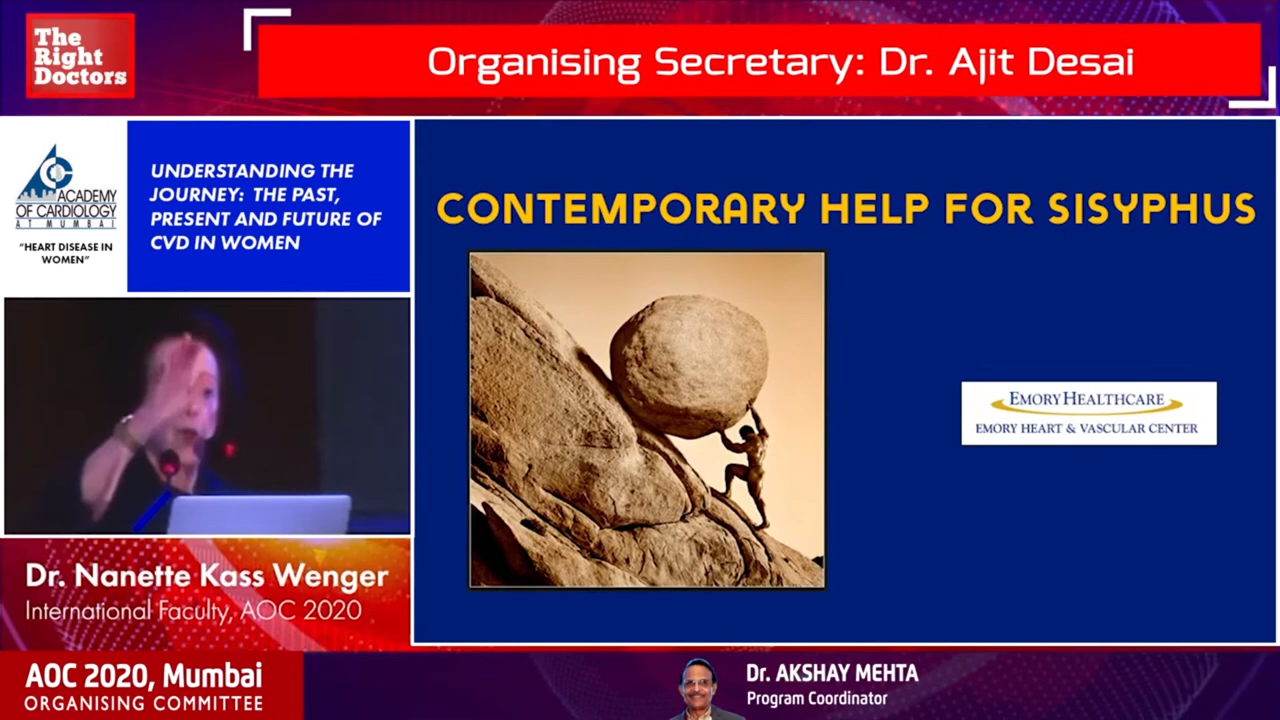 The
Right
Doctors
Organising Secretary: Dr. Ajit Desai
ACADEMY
OF CARDIOLOGY
AT MUMBAI
"HEART DISEASE IN
WOMEN"
UNDERSTANDING THE
JOURNEY: THE PAST,
PRESENT AND FUTURE OF
CVD IN WOMEN
CONTEMPORARY HELP FOR SISYPHUS
EMORY HEALTHCARE
EMORY HEART & VASCULAR CENTER
Dr. Nanette Kass Wenger
International Faculty, AOC 2020
AOC 2020, Mumbai
ORGANISING COMMITTEE
Dr. AKSHAY MEHTA
Program Coordinator